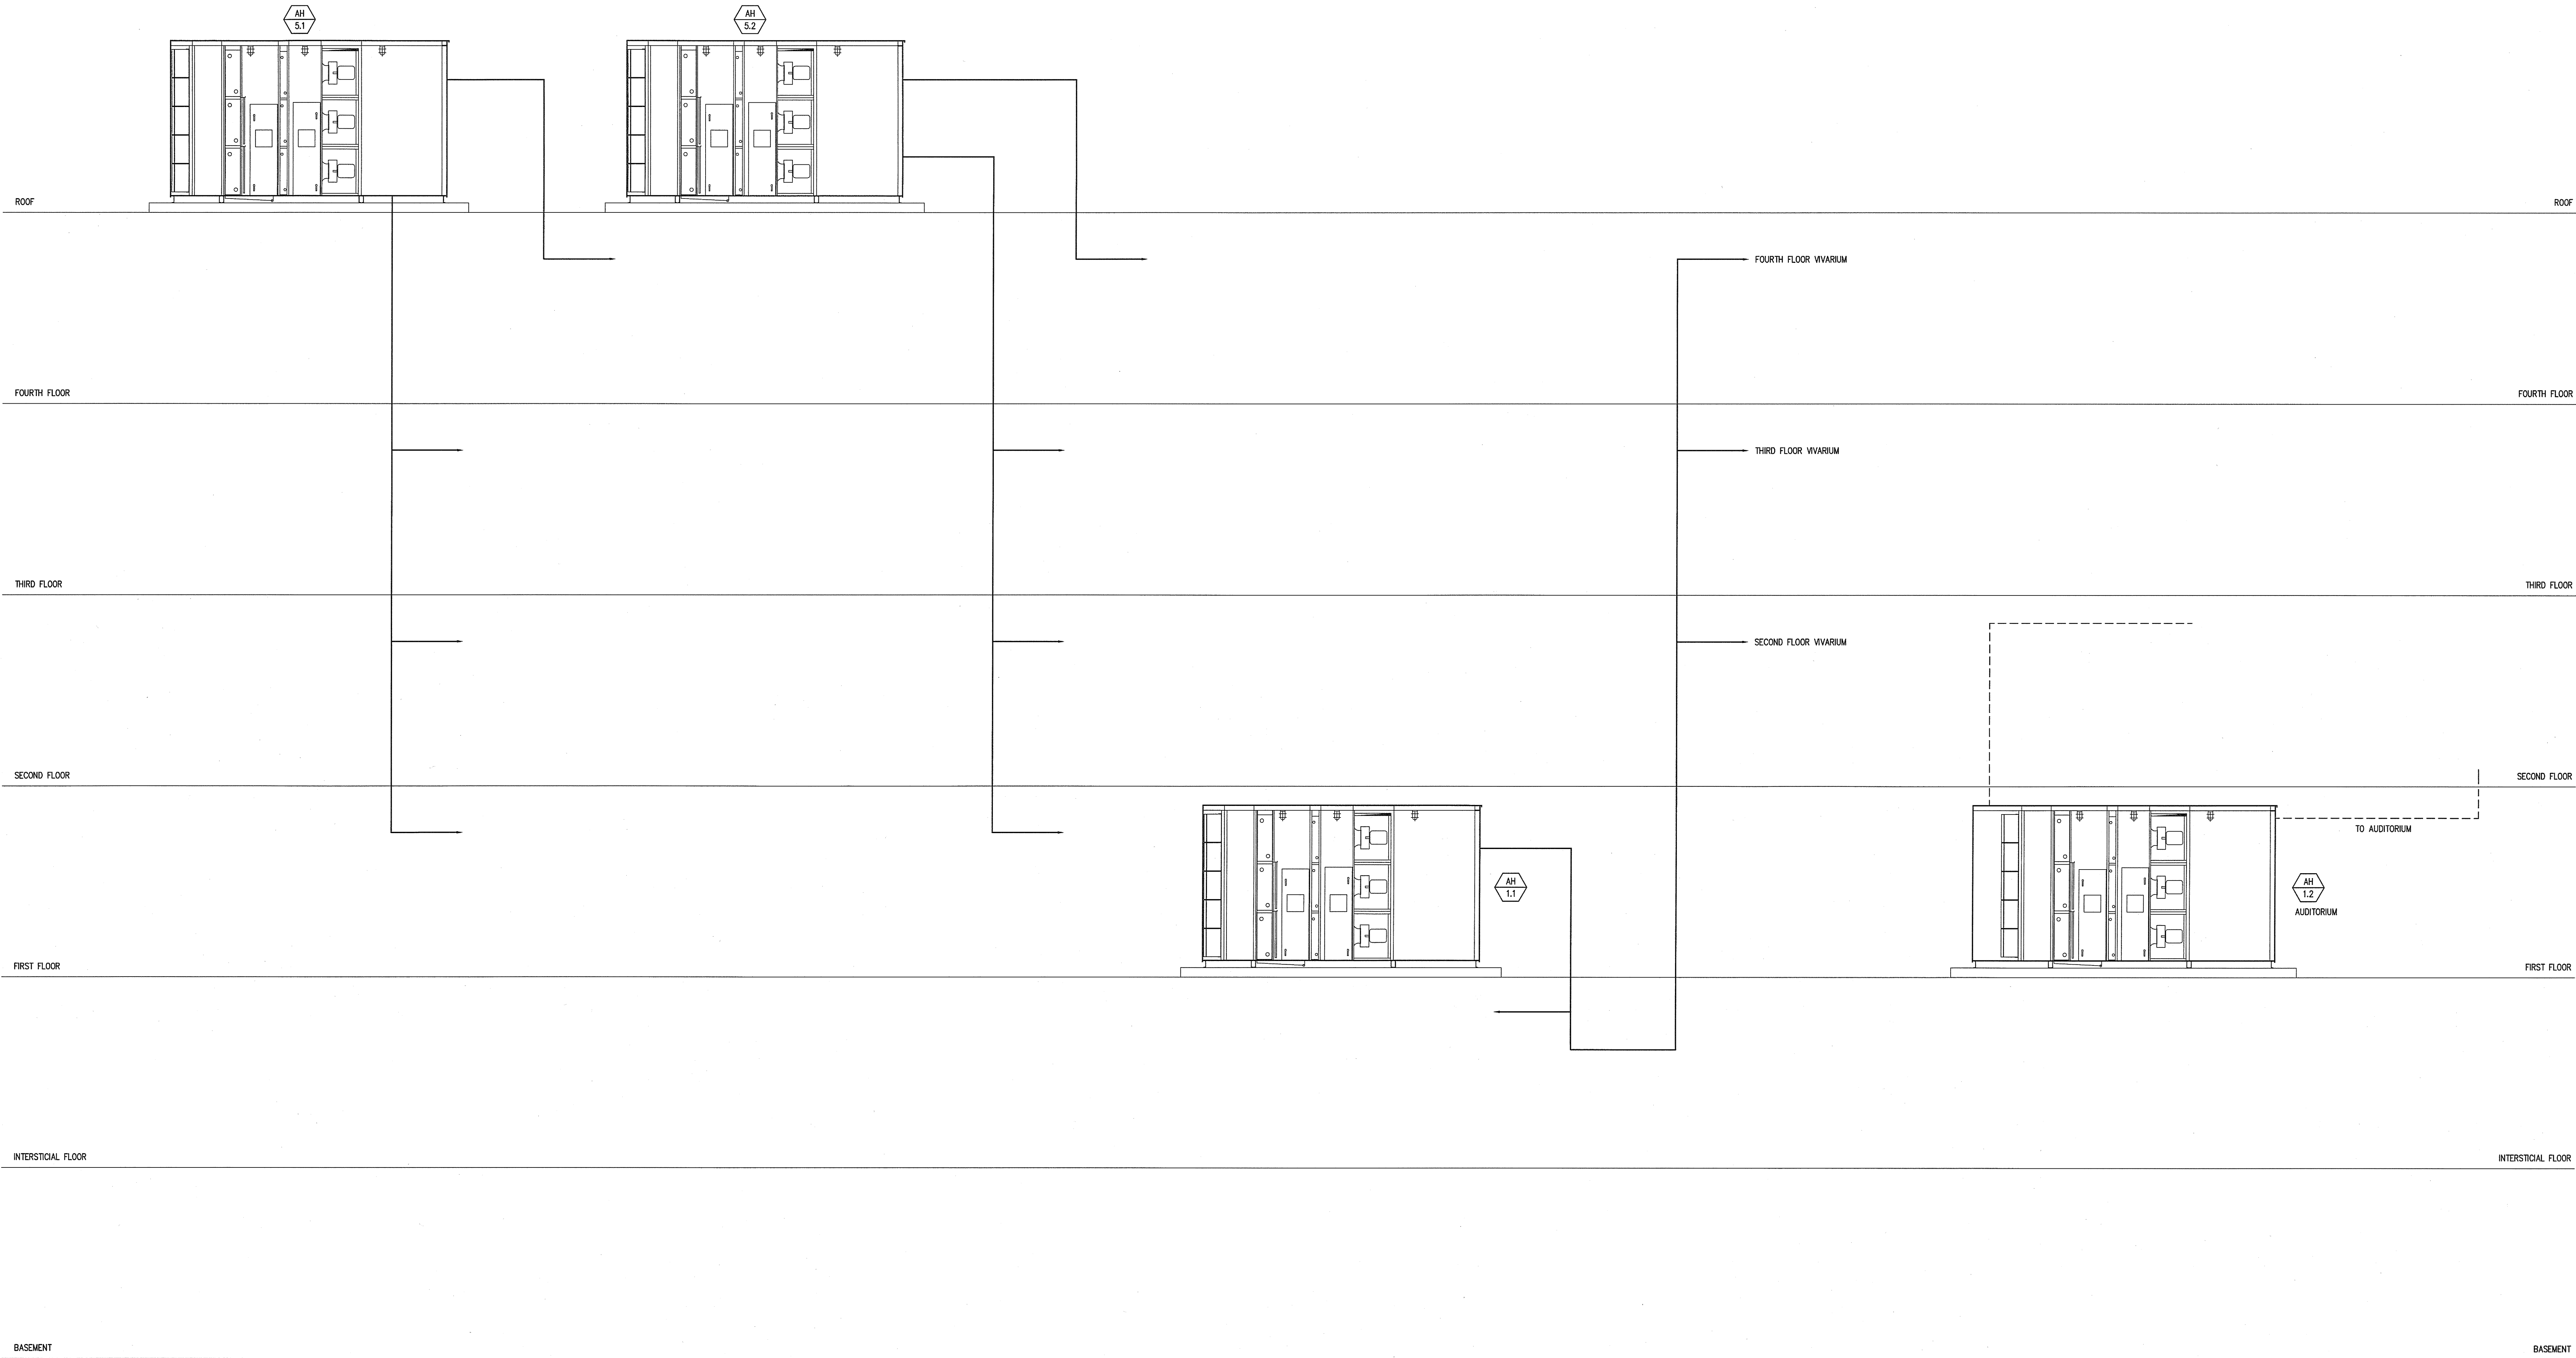 AH
5.1
AH
5.2
ROOF
ROOF
FOURTH FLOOR VIVARIUM
FOURTH FLOOR
FOURTH FLOOR
THIRD FLOOR VIVARIUM
THIRD FLOOR
THIRD FLOOR
SECOND FLOOR VIVARIUM
SECOND FLOOR
SECOND FLOOR
TO AUDITORIUM
AH
1.1
AH
1.2
AUDITORIUM
FIRST FLOOR
FIRST FLOOR
INTERSTICIAL FLOOR
INTERSTICIAL FLOOR
BASEMENT
BASEMENT